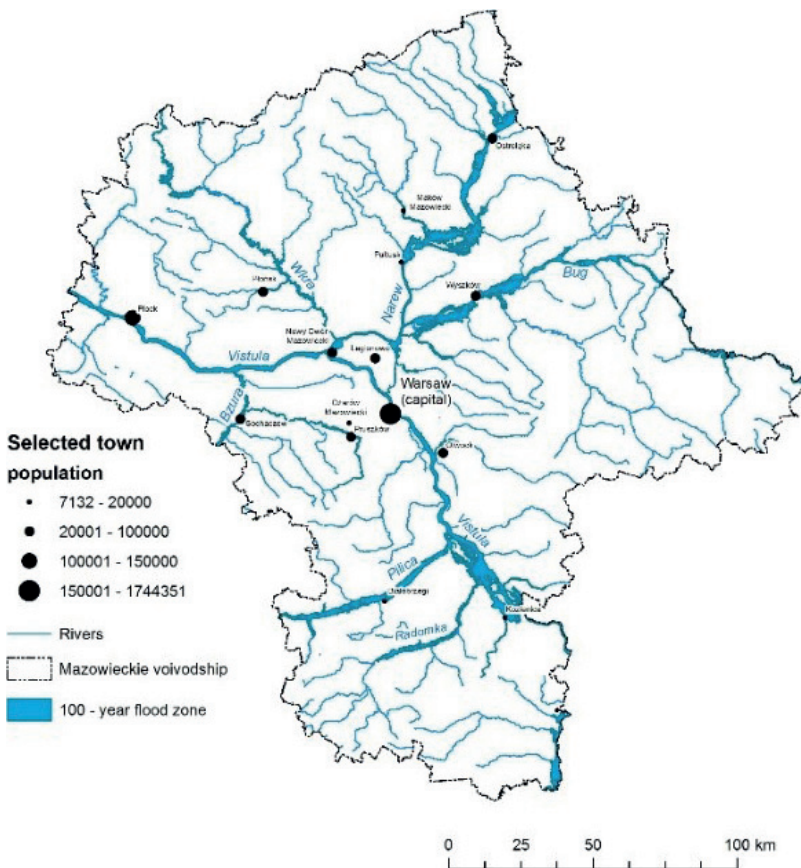 Ostrołęka
Maków
Mazowiecki
Pułtusk
Wkra
Narew
Płońsk
Wyszków
Bug
Płock
Nowy Dwór
Mazowiecki
Legionowo
Vistula
Warsaw
(capital)
Bzura
Ożarów
Mazowiecki
Sochaczew
Pruszków
Otwock
Selected town
population
7132 - 20000
20001 - 100000
100001 - 150000
150001 - 1744351
Vistula
Pilica
Białobrzegi
Kozienice
Radomka
Rivers
Mazowieckie voivodship
100 - year flood zone
0 25 50 100 km